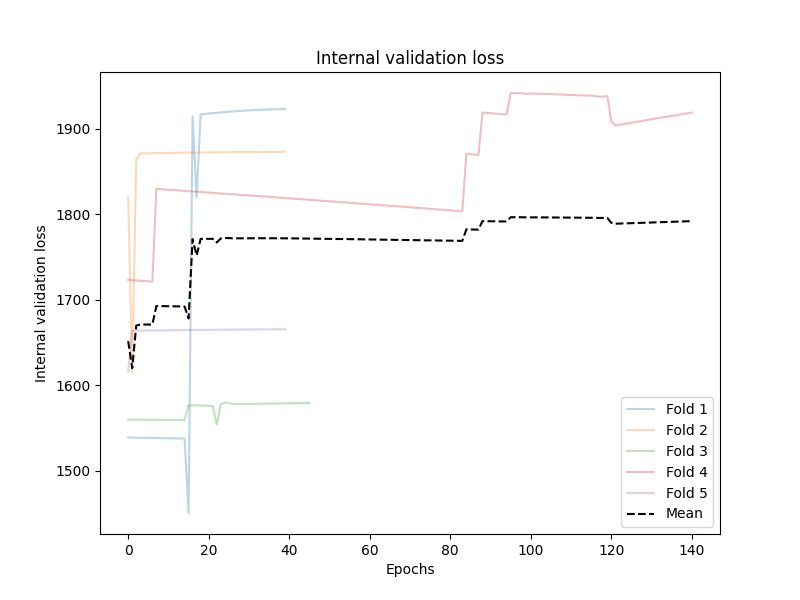 Internal validation loss
Internal validation loss
1900
1800
1700
1600
1500
0 20 40 60 80 100 120 140
Epochs
Fold 1
Fold 2
Fold 3
Fold 4
Fold 5
Mean